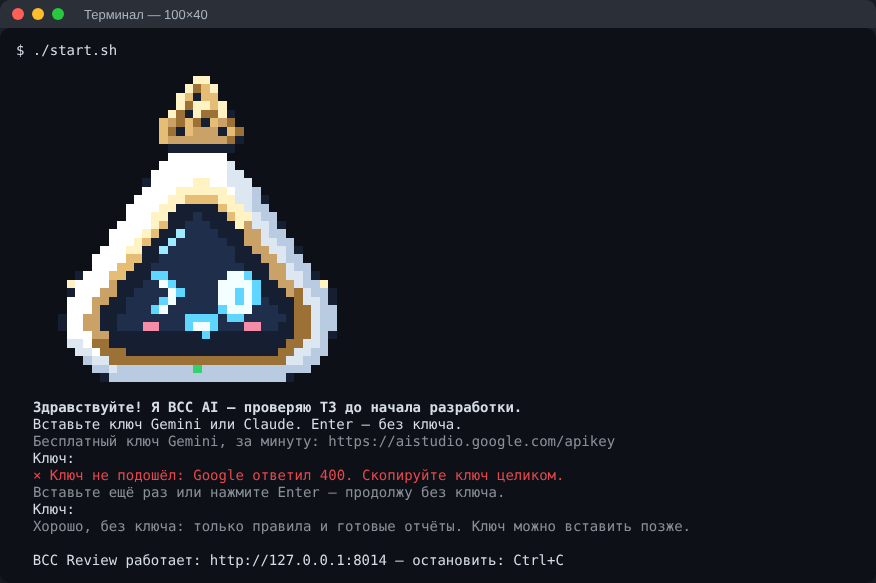 Терминал — 100×40
$ ./start.sh
Здравствуйте! Я BCC AI — проверяю ТЗ до начала разработки.
Вставьте ключ Gemini или Claude. Enter — без ключа.
Бесплатный ключ Gemini, за минуту: https://aistudio.google.com/apikey
Ключ:
× Ключ не подошёл: Google ответил 400. Скопируйте ключ целиком.
Вставьте ещё раз или нажмите Enter — продолжу без ключа.
Ключ:
Хорошо, без ключа: только правила и готовые отчёты. Ключ можно вставить позже.
BCC Review работает: http://127.0.0.1:8014 — остановить: Ctrl+C